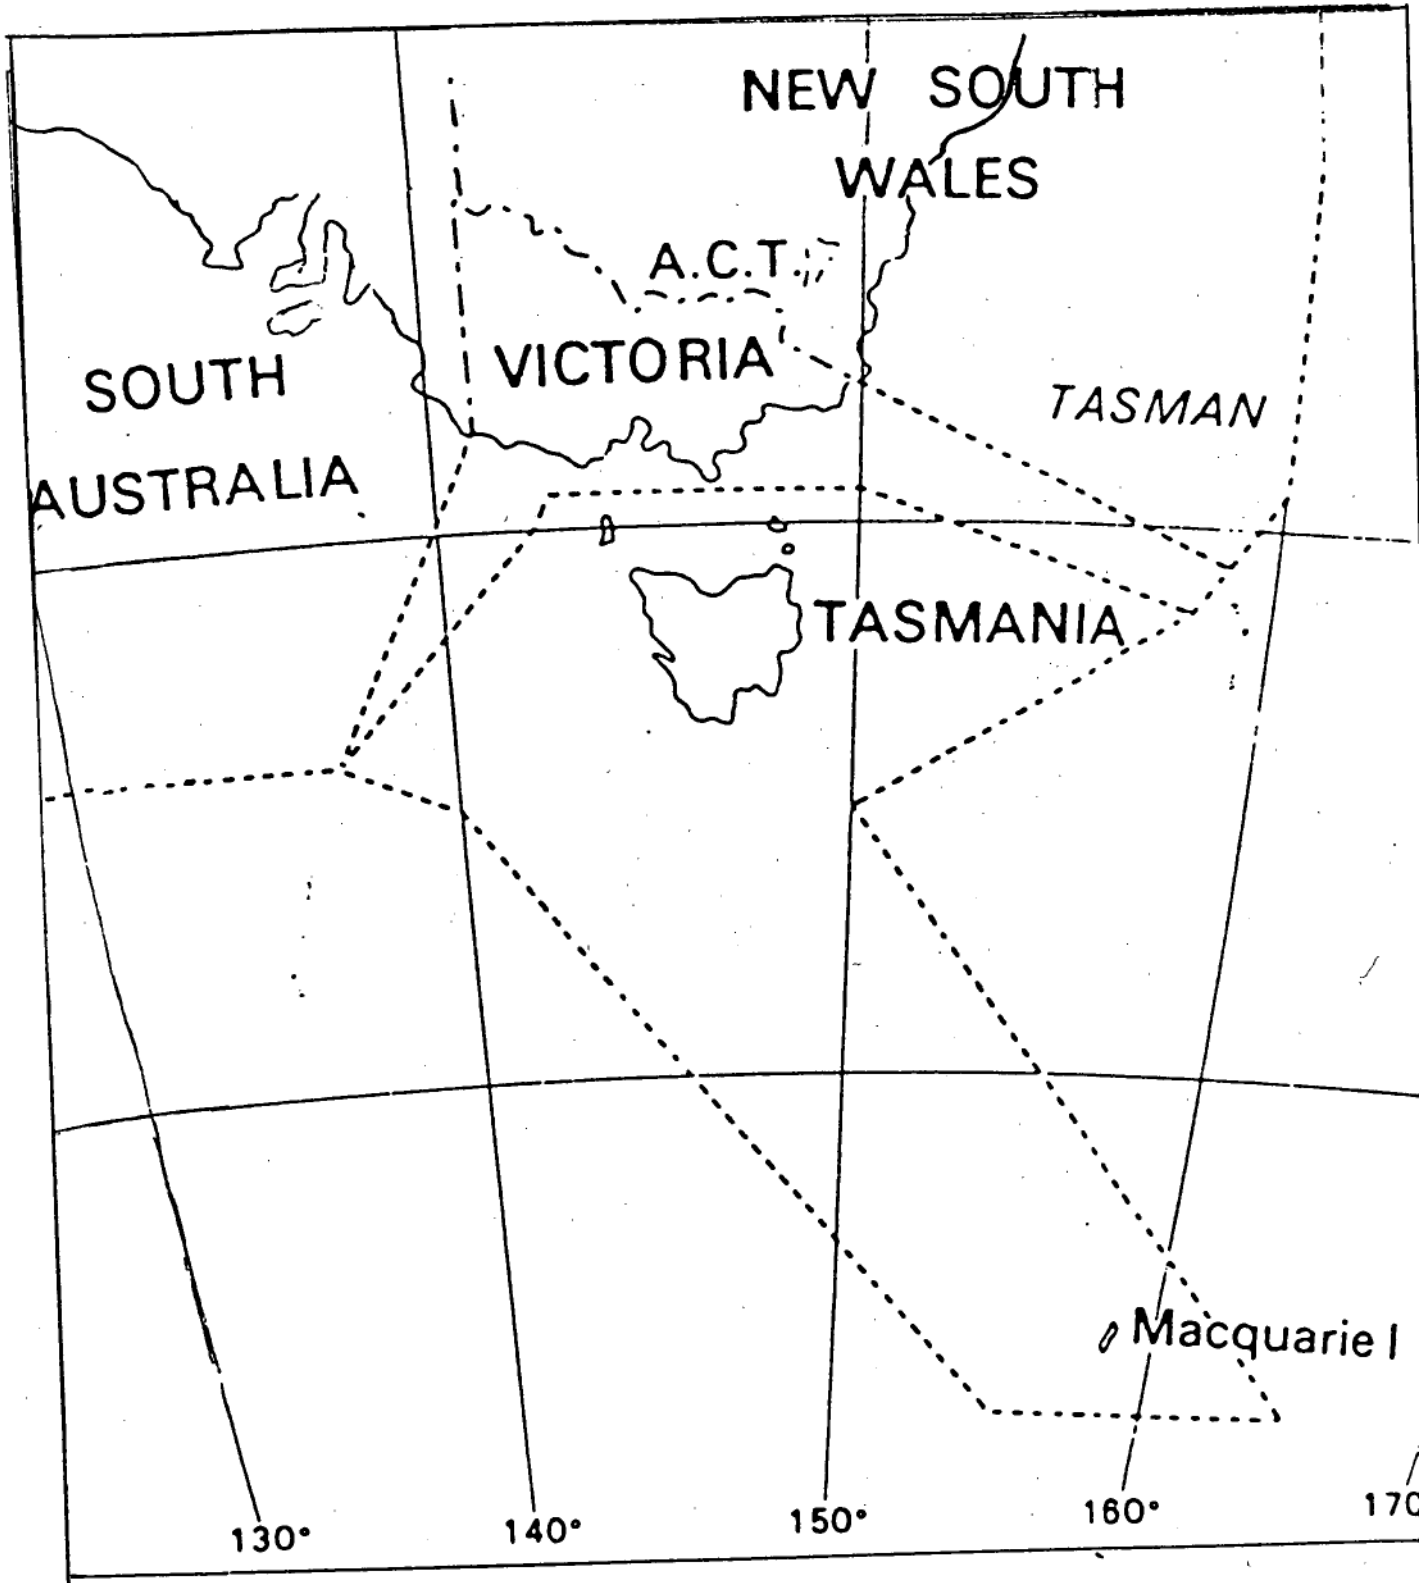 NEW SOUTH
WALES
A.C.T.
VICTORIA
SOUTH
AUSTRALIA
TASMAN
TASMANIA
Macquarie I
130°
140°
150°
160°
170